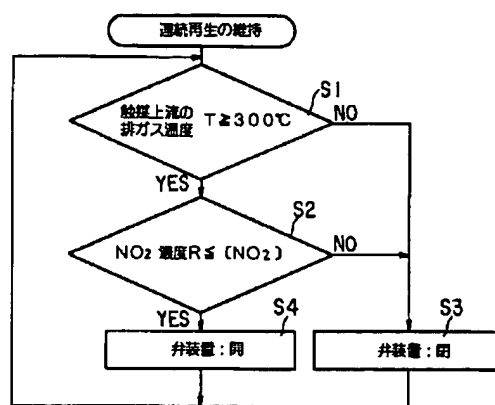 連続再生の維持
S1
触媒上流の
排ガス温度 T≧300℃
NO
YES
S2
NO₂ 濃度R≦〔NO₂〕
NO
YES
S4
S3
弁装置:開
弁装置:閉